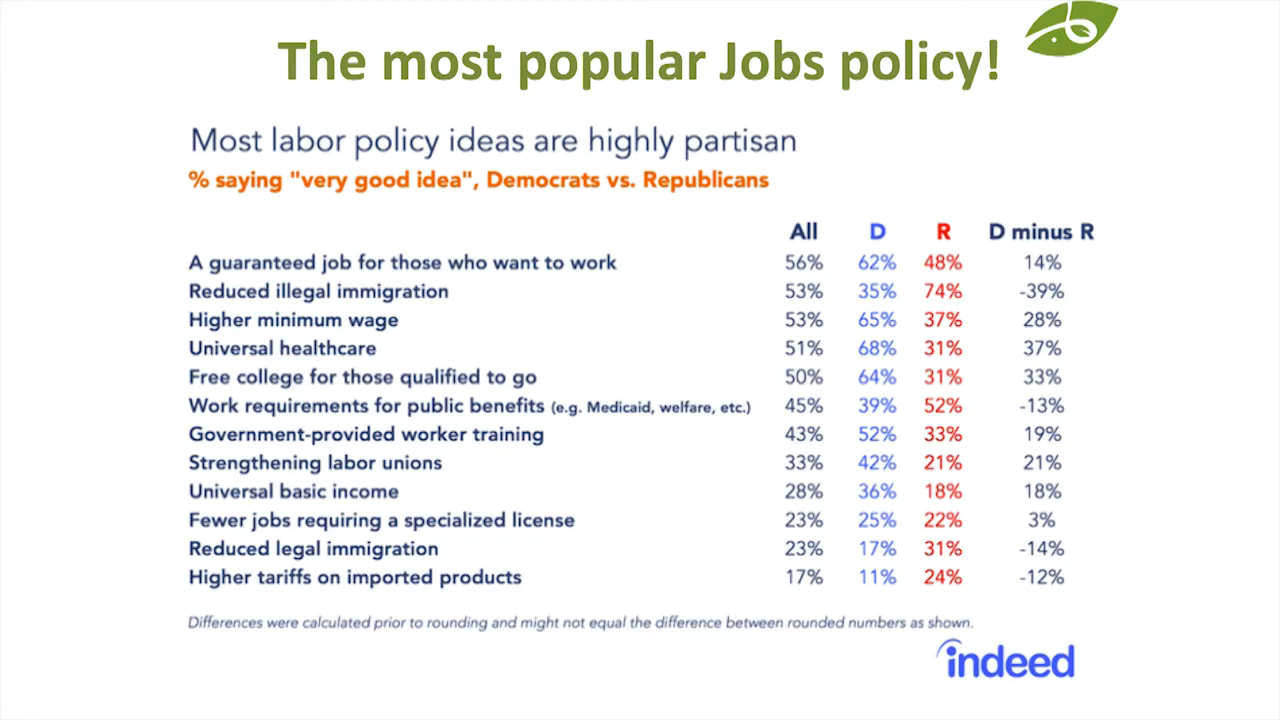 The most popular Jobs policy!
Most labor policy ideas are highly partisan
% saying "very good idea", Democrats vs. Republicans
All D R D minus R
A guaranteed job for those who want to work 56% 62% 48% 14%
Reduced illegal immigration 53% 35% 74% -39%
Higher minimum wage 53% 65% 37% 28%
Universal healthcare 51% 68% 31% 37%
Free college for those qualified to go 50% 64% 31% 33%
Work requirements for public benefits (e.g. Medicaid, welfare, etc.) 45% 39% 52% -13%
Government-provided worker training 43% 52% 33% 19%
Strengthening labor unions 33% 42% 21% 21%
Universal basic income 28% 36% 18% 18%
Fewer jobs requiring a specialized license 23% 25% 22% 3%
Reduced legal immigration 23% 17% 31% -14%
Higher tariffs on imported products 17% 11% 24% -12%
Differences were calculated prior to rounding and might not equal the difference between rounded numbers as shown.
indeed